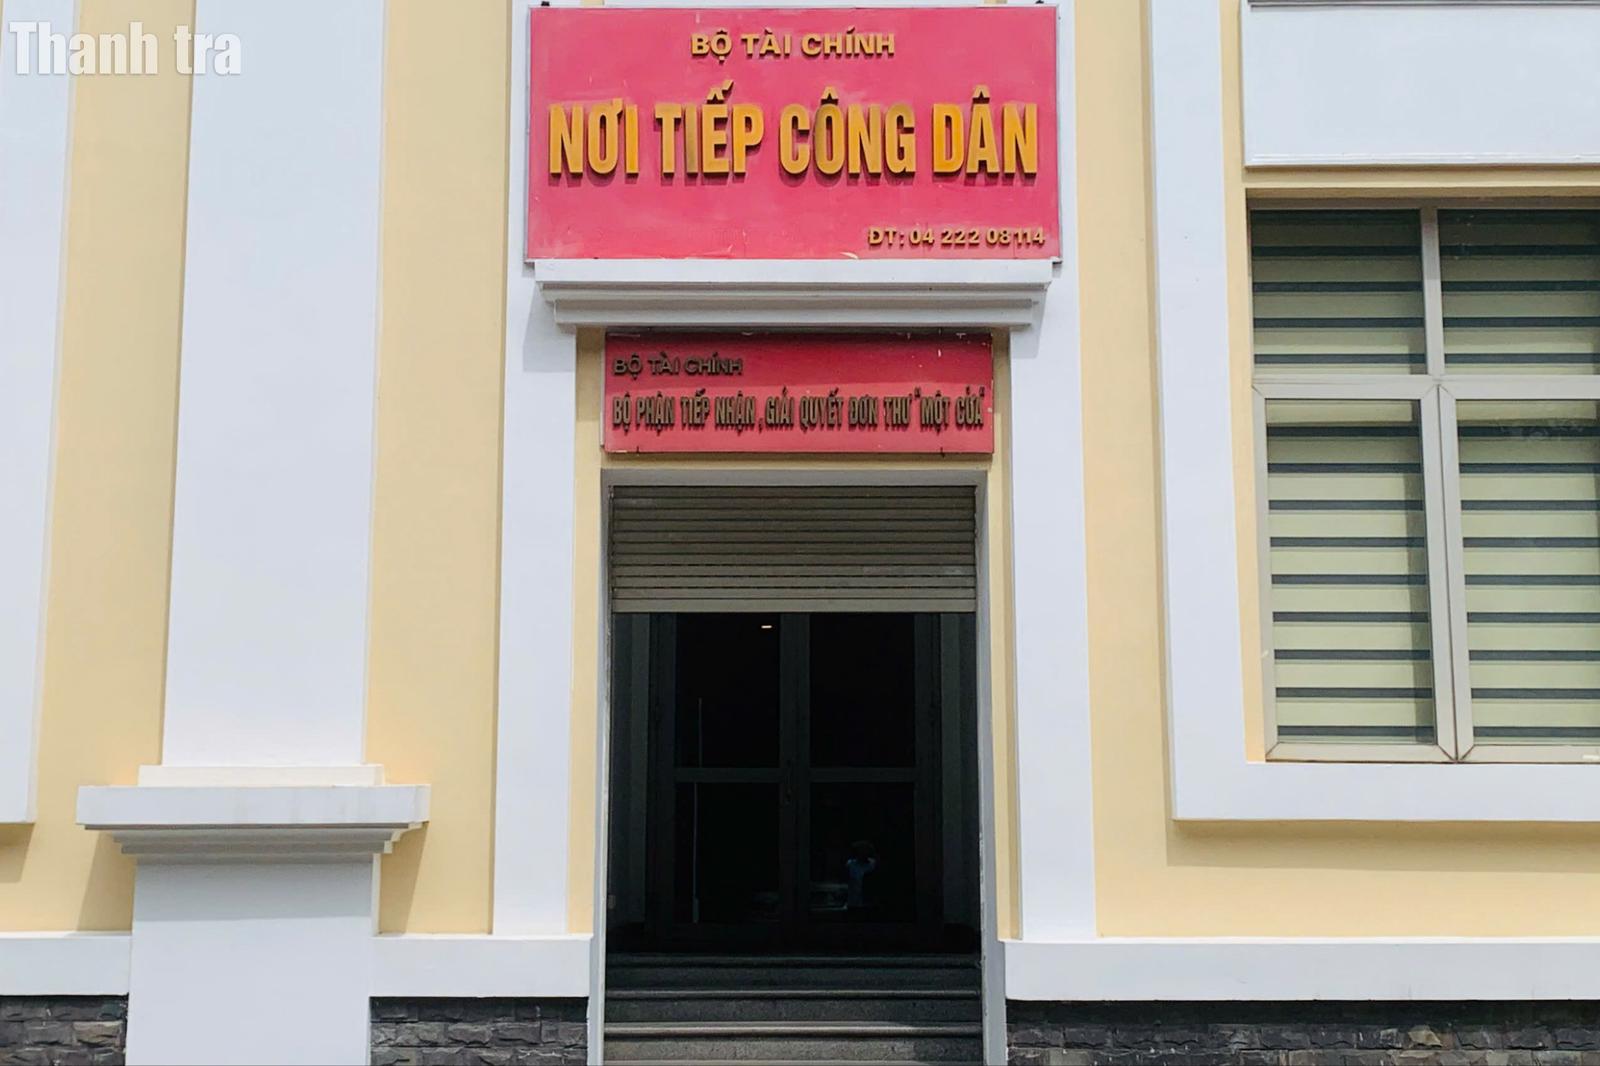 Thanh tra
BỘ TÀI CHÍNH
NƠI TIẾP CÔNG DÂN
ĐT: 04 222 08114
BỘ TÀI CHÍNH
BỘ PHẬN TIẾP NHẬN, GIẢI QUYẾT ĐƠN THƯ "MỘT CỬA"